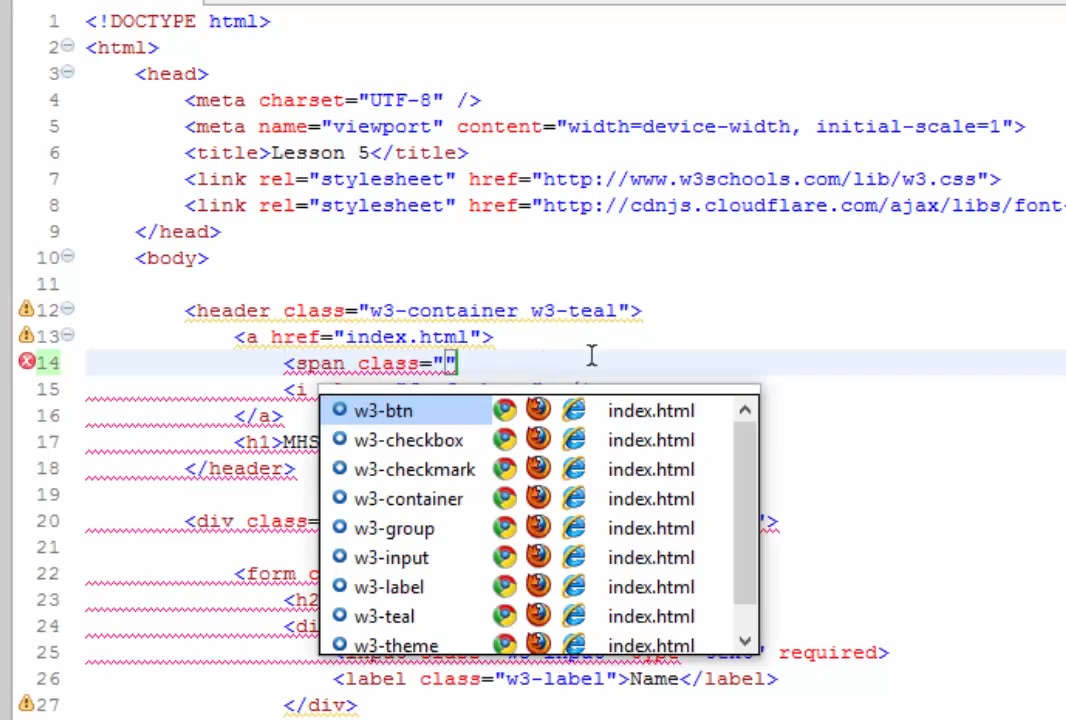 1 <!DOCTYPE html>
2 <html>
3 <head>
4 <meta charset="UTF-8" />
5 <meta name="viewport" content="width=device-width, initial-scale=1">
6 <title>Lesson 5</title>
7 <link rel="stylesheet" href="http://www.w3schools.com/lib/w3.css">
8 <link rel="stylesheet" href="http://cdnjs.cloudflare.com/ajax/libs/font-
9 </head>
10 <body>
11
12 <header class="w3-container w3-teal">
13 <a href="index.html">
14 <span class=""
15 <i
w3-btn index.html
16 </a>
w3-checkbox index.html
17 <h1>MHS
18 </header>
w3-checkmark index.html
19
w3-container index.html
20 <div class= ">
w3-group index.html
21
w3-input index.html
22 <form c
w3-label index.html
23 <h2
w3-teal index.html
24 <di
w3-theme index.html
25 required>
26 <label class="w3-label">Name</label>
27 </div>